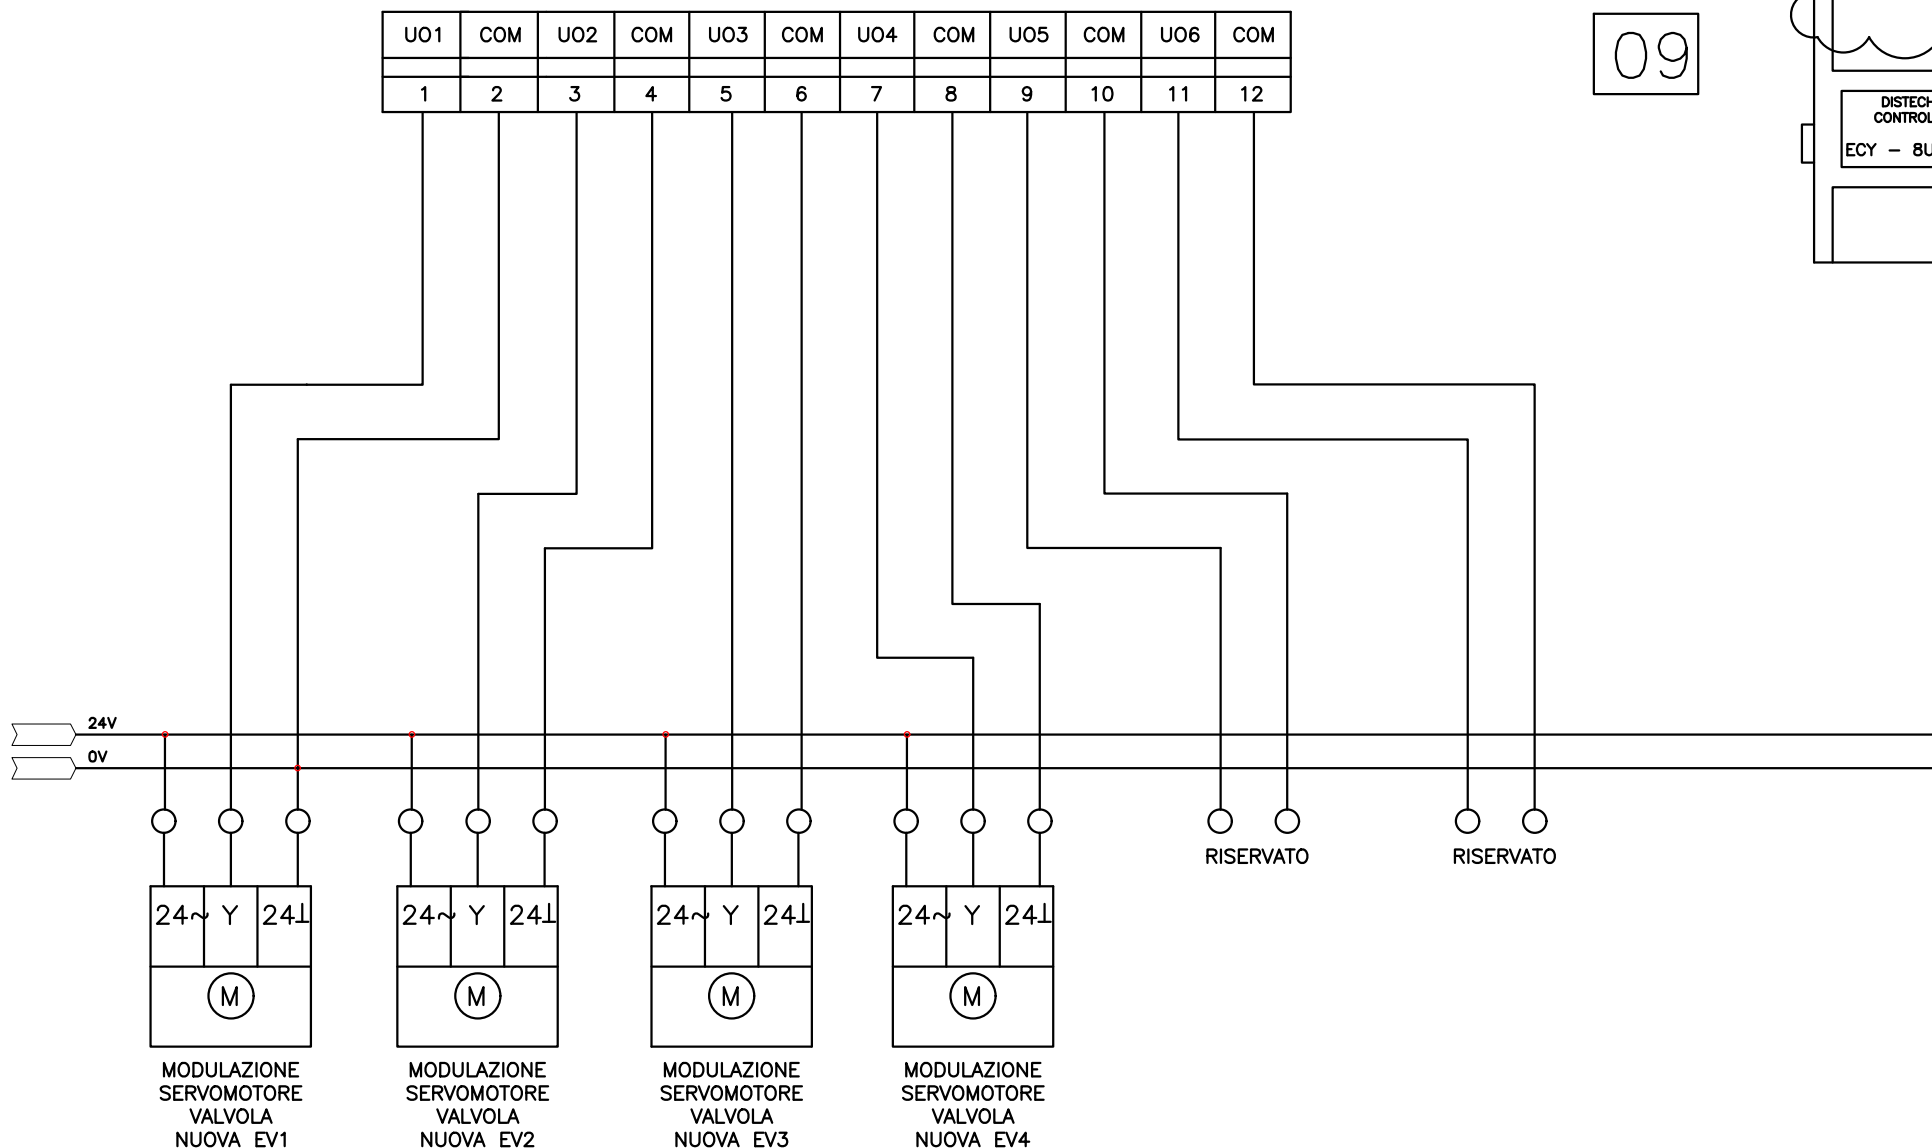 UO1 COM UO2 COM UO3 COM UO4 COM UO5 COM UO6 COM
1 2 3 4 5 6 7 8 9 10 11 12
09
DISTECH
CONTROL
ECY - 8U
24V
0V
RISERVATO RISERVATO
24~ Y 24⊥ 24~ Y 24⊥ 24~ Y 24⊥ 24~ Y 24⊥
M M M M
MODULAZIONE
SERVOMOTORE
VALVOLA
NUOVA EV1
MODULAZIONE
SERVOMOTORE
VALVOLA
NUOVA EV2
MODULAZIONE
SERVOMOTORE
VALVOLA
NUOVA EV3
MODULAZIONE
SERVOMOTORE
VALVOLA
NUOVA EV4